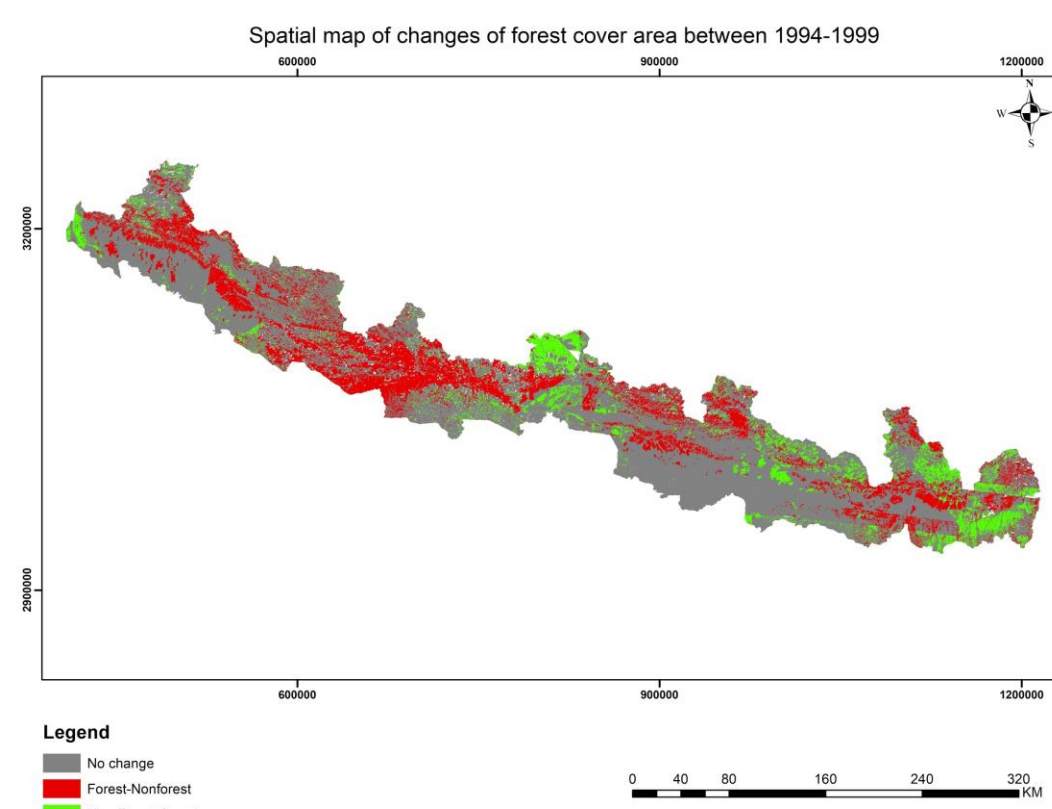 Spatial map of changes of forest cover area between 1994-1999
600000 900000 1200000
N
W
S
3200000
2900000
600000 900000 1200000
Legend
No change
Forest-Nonforest
0 40 80 160 240 320
KM